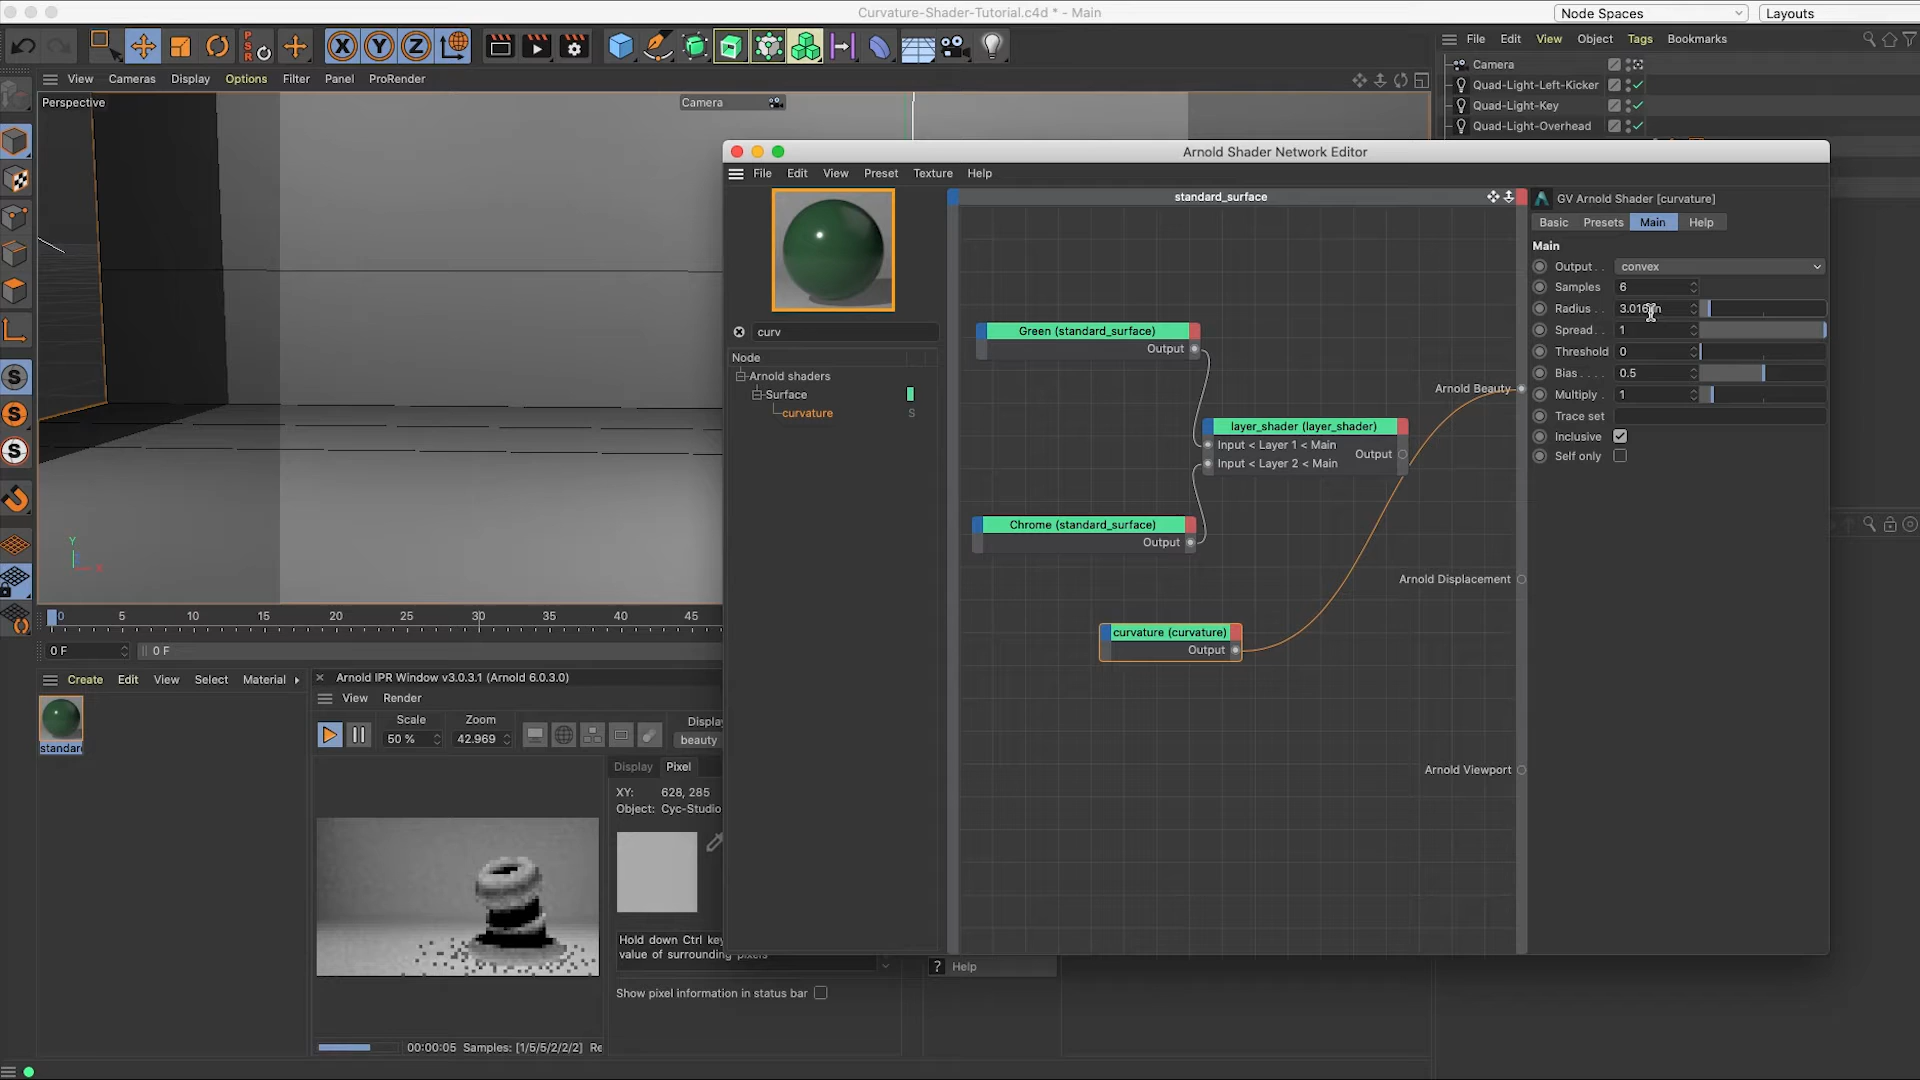 Curvature-Shader-Tutorial.c4d * - Main
Node Spaces
Layouts
PSR
X Y Z
File Edit View Object Tags Bookmarks
View Cameras Display Options Filter Panel ProRender
Perspective
Camera
Camera
Quad-Light-Left-Kicker
Quad-Light-Key
Quad-Light-Overhead
Arnold Shader Network Editor
File Edit View Preset Texture Help
curv
Node
Arnold shaders
Surface
curvature S
standard_surface
Green (standard_surface)
Output
layer_shader (layer_shader)
Input < Layer 1 < Main
Output
Input < Layer 2 < Main
Chrome (standard_surface)
Output
curvature (curvature)
Output
Arnold Beauty
Arnold Displacement
Arnold Viewport
GV Arnold Shader [curvature]
Basic Presets Main Help
Main
Output . . convex
Samples 6
Radius . .
Spread . . 1
Threshold 0
Bias . . . . 0.5
Multiply . 1
Trace set
Inclusive
Self only
Y
0 5 10 15 20 25 30 35 40 45
0 F 0 F
Create Edit View Select Material
standar
Arnold IPR Window v3.0.3.1 (Arnold 6.0.3.0)
View Render
Scale Zoom Display
50 % 42.969 beauty
Display Pixel
XY: 628, 285
Object: Cyc-Studio
Hold down Ctrl key
value of surrounding pixels
Show pixel information in status bar
00:00:05 Samples: [1/5/5/2/2/2] Re
? Help